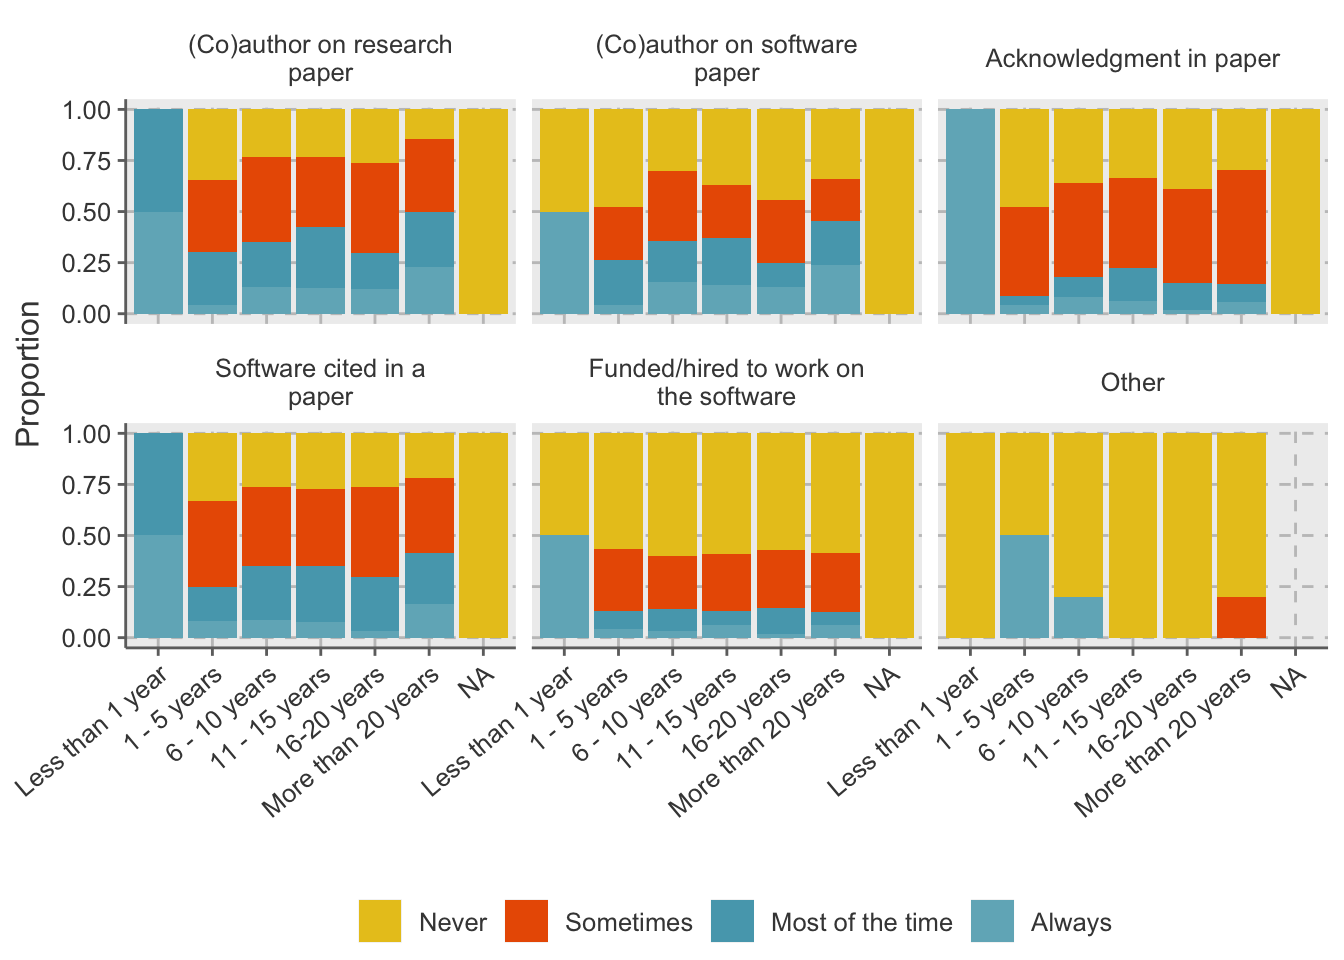 (Co)author on research
paper
(Co)author on software
paper
Acknowledgment in paper
1.00
0.75
0.50
0.25
0.00
Proportion
Software cited in a
paper
Funded/hired to work on
the software
Other
1.00
0.75
0.50
0.25
0.00
Less than 1 year
1 - 5 years
6 - 10 years
11 - 15 years
16-20 years
More than 20 years
NA
Less than 1 year
1 - 5 years
6 - 10 years
11 - 15 years
16-20 years
More than 20 years
NA
Less than 1 year
1 - 5 years
6 - 10 years
11 - 15 years
16-20 years
More than 20 years
NA
Never Sometimes Most of the time Always